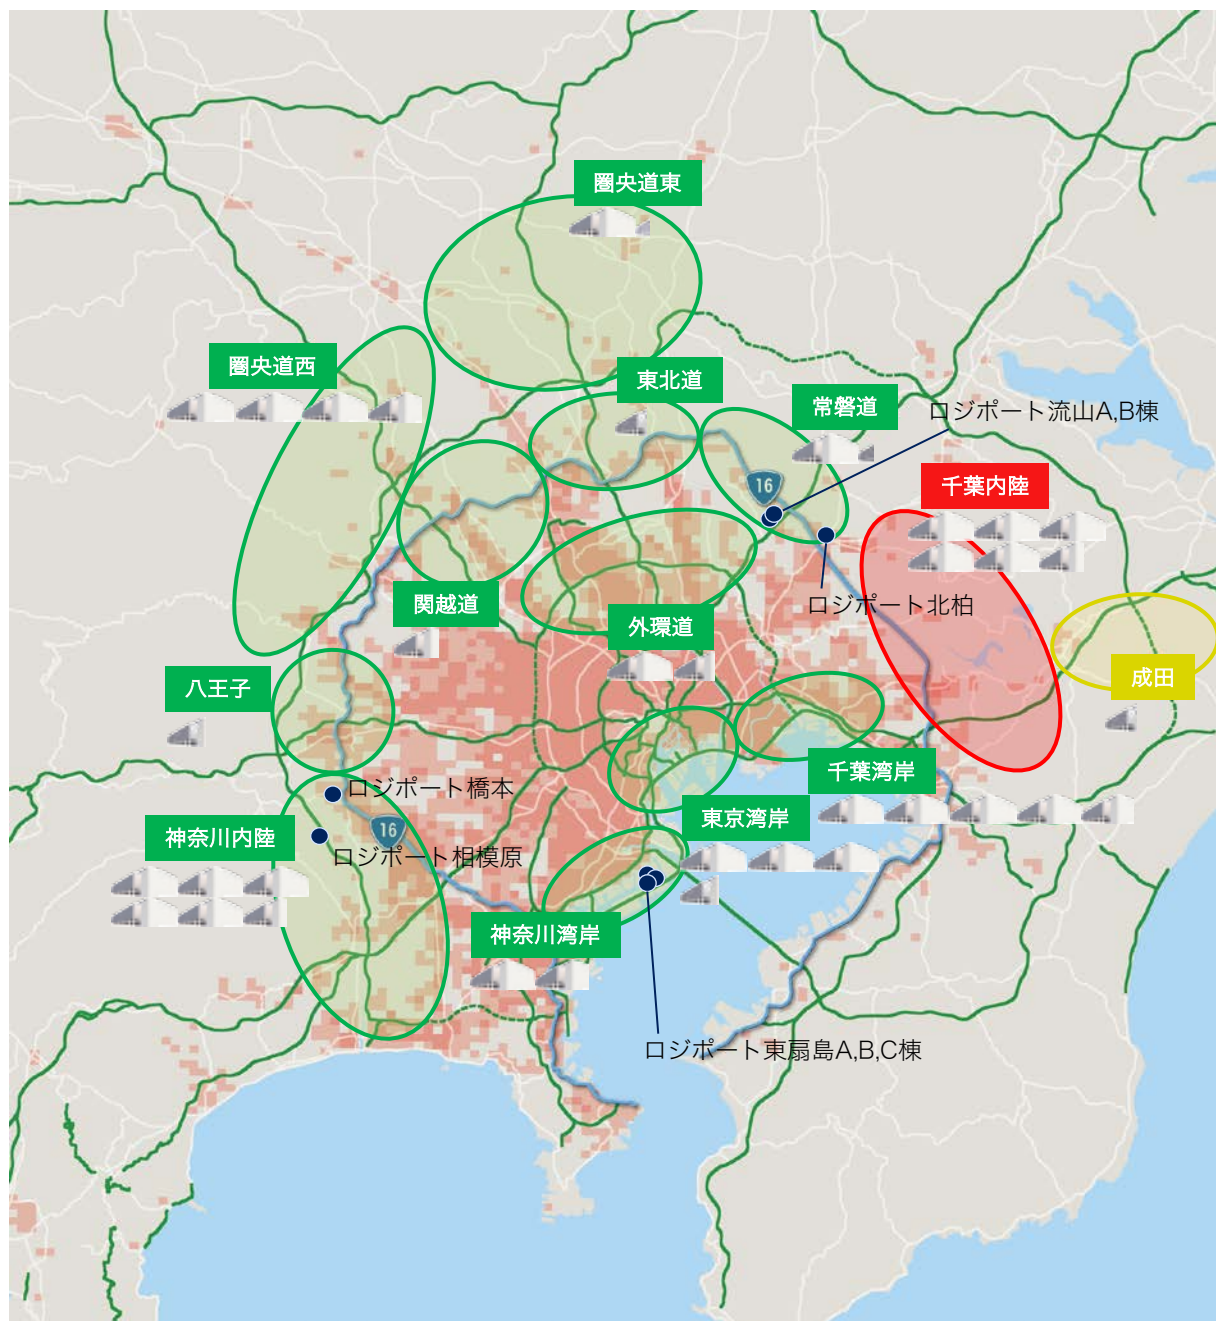 圏央道東
圏央道西
東北道
常磐道
ロジポート流山A,B棟
16
千葉内陸
関越道
ロジポート北柏
外環道
八王子
成田
千葉湾岸
ロジポート橋本
東京湾岸
神奈川内陸
16
ロジポート相模原
神奈川湾岸
ロジポート東扇島A,B,C棟